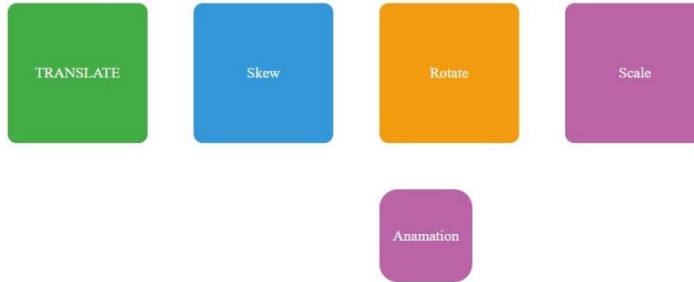 TRANSLATE
Skew
Rotate
Scale
Anamation